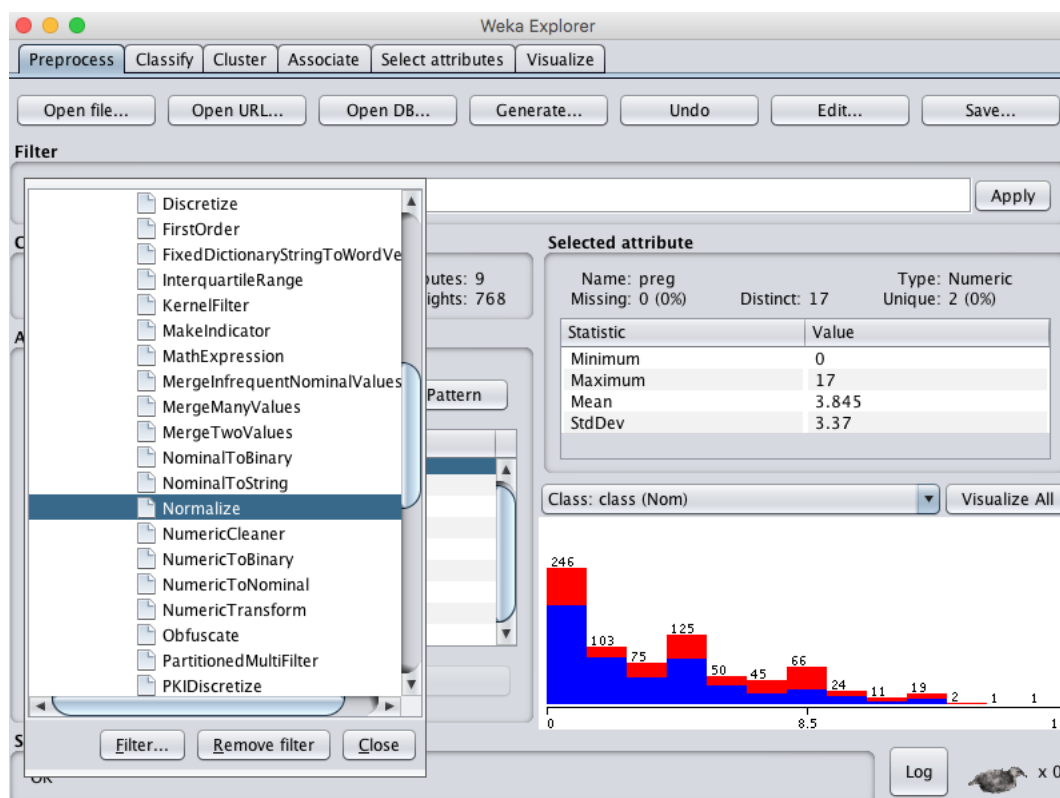 Weka Explorer
Preprocess Classify Cluster Associate Select attributes Visualize
Open file... Open URL... Open DB... Generate... Undo Edit... Save...
Filter
Apply
Discretize
FirstOrder
FixedDictionaryStringToWordVe
InterquartileRange
KernelFilter
MakeIndicator
MathExpression
MergeInfrequentNominalValues
MergeManyValues
MergeTwoValues
NominalToBinary
NominalToString
Normalize
NumericCleaner
NumericToBinary
NumericToNominal
NumericTransform
Obfuscate
PartitionedMultiFilter
PKIDiscretize
Filter... Remove filter Close
C
butes: 9
ights: 768
A
Pattern
Selected attribute
Name: preg Type: Numeric
Missing: 0 (0%) Distinct: 17 Unique: 2 (0%)
Statistic Value
Minimum 0
Maximum 17
Mean 3.845
StdDev 3.37
Class: class (Nom) Visualize All
246
103
75
125
50
45
66
24
11
19
2
1
1
0 8.5 1
S
OK
Log x 0